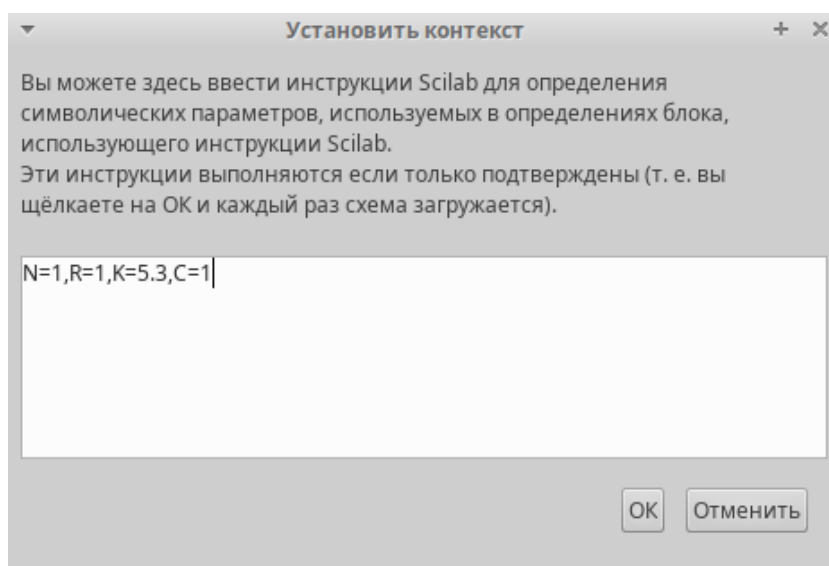 Установить контекст
Вы можете здесь ввести инструкции Scilab для определения
символических параметров, используемых в определениях блока,
использующего инструкции Scilab.
Эти инструкции выполняются если только подтверждены (т. е. вы
щёлкаете на ОК и каждый раз схема загружается).
N=1,R=1,K=5.3,C=1
ОК Отменить